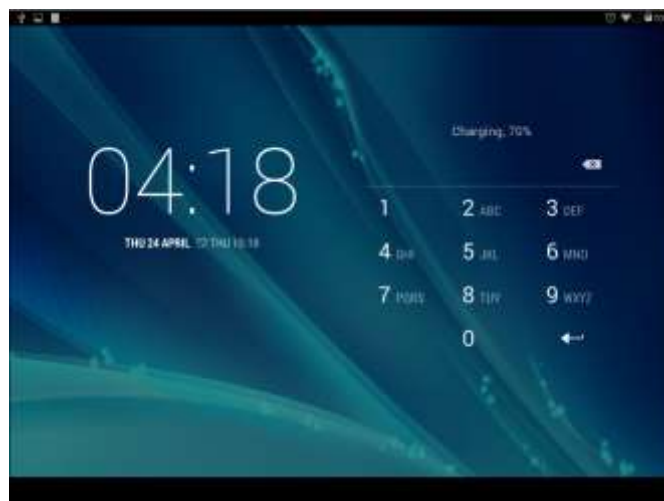 04:18
THU 24 APRIL
Charging, 70%
1
2 ABC
3 DEF
4 GHI
5 JKL
6 MNO
7 PQRS
8 TUV
9 WXYZ
0